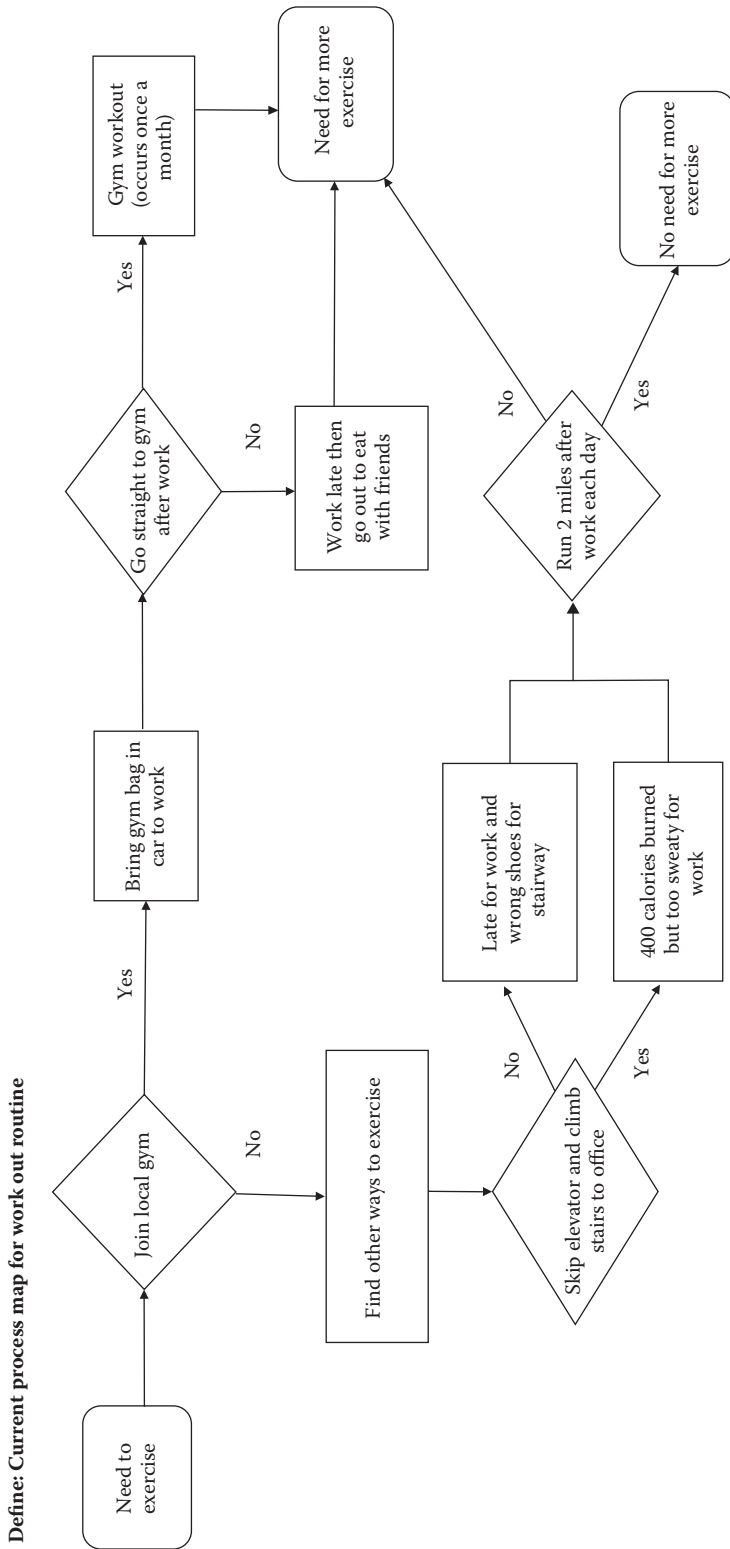 Define: Current process map for work out routine
Need to
exercise
Join local gym
Yes
No
Bring gym bag in
car to work
Go straight to gym
after work
Yes
No
Gym workout
(occurs once a
month)
Work late then
go out to eat
with friends
Need for more
exercise
Find other ways to exercise
Skip elevator and climb
stairs to office
No
Yes
Late for work and
wrong shoes for
stairway
400 calories burned
but too sweaty for
work
Run 2 miles after
work each day
No
Yes
No need for more
exercise